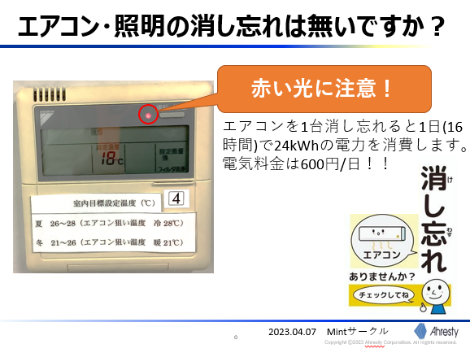 エアコン・照明の消し忘れは無いですか？
赤い光に注意！
エアコンを1台消し忘れると1日(16
時間)で24kWhの電力を消費します。
電気料金は600円/日！！
18℃
室内目標設定温度（℃）
4
夏 26～28（エアコン狙い温度 冷28℃）
冬 21～26（エアコン狙い温度 暖21℃）
消し忘れ
け
わす
エアコン
ありませんか？
チェックしてね
2023.04.07 Mintサークル
Ahresty
6
Copyright ©2023 Ahresty Corporation. All rights reserved.